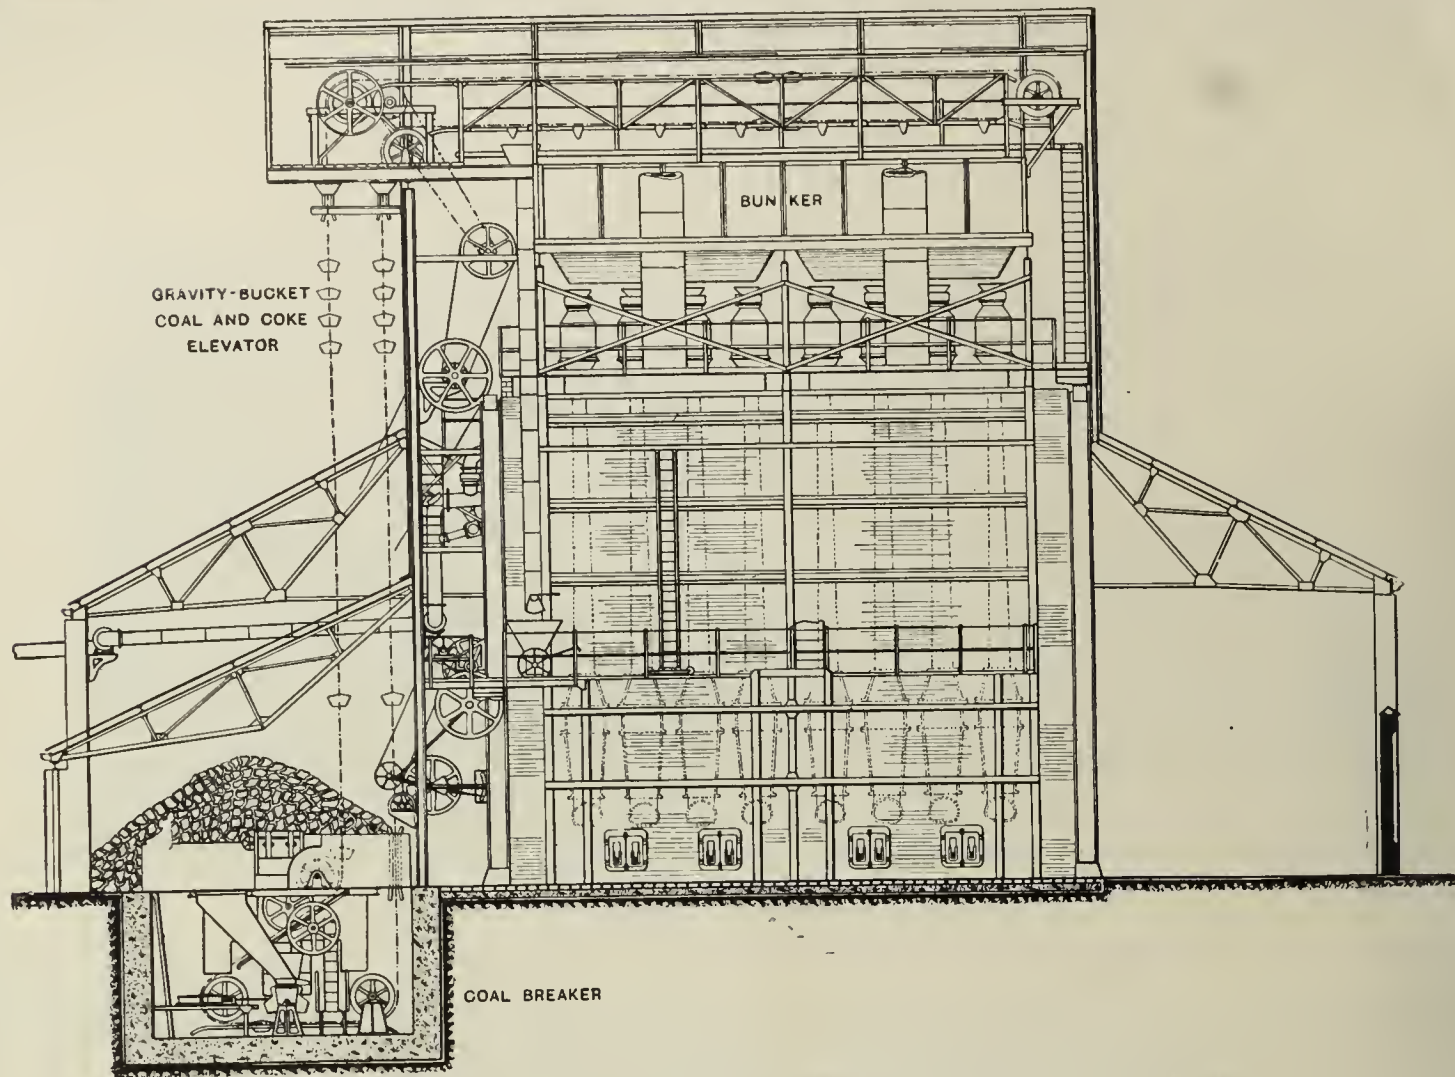 BUNKER
GRAVITY-BUCKET
COAL AND COKE
ELEVATOR
COAL BREAKER